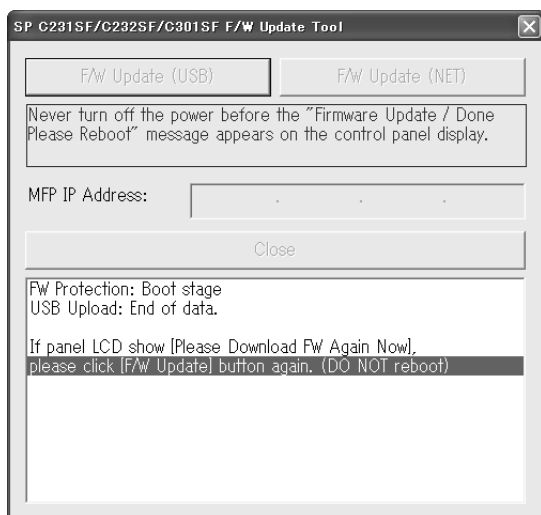 SP C231SF/C232SF/C301SF F/W Update Tool
F/W Update (USB)
F/W Update (NET)
Never turn off the power before the "Firmware Update / Done
Please Reboot" message appears on the control panel display.
MFP IP Address:
. . .
Close
FW Protection: Boot stage
USB Upload: End of data.
If panel LCD show [Please Download FW Again Now],
please click [F/W Update] button again. (DO NOT reboot)